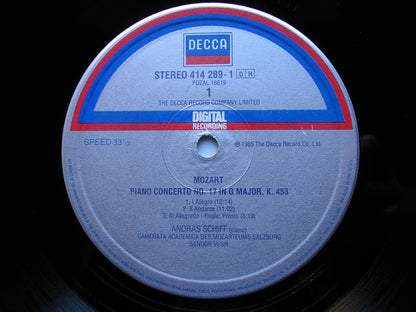 DECCA
STEREO 414 289-1 DH
POZAL 18619
1
THE DECCA RECORD COMPANY LIMITED
DIGITAL
RECORDING
SPEED 33⅓
℗ 1985 The Decca Record Co. Ltd.
MOZART
PIANO CONCERTO NO. 17 IN G MAJOR, K. 453
1. I Allegro (12:14)
2. II Andante (11:02)
3. III Allegretto - Finale: Presto (8:19)
ANDRAS SCHIFF (piano)
CAMERATA ACADEMICA DES MOZARTEUMS SALZBURG
SANDOR VEGH